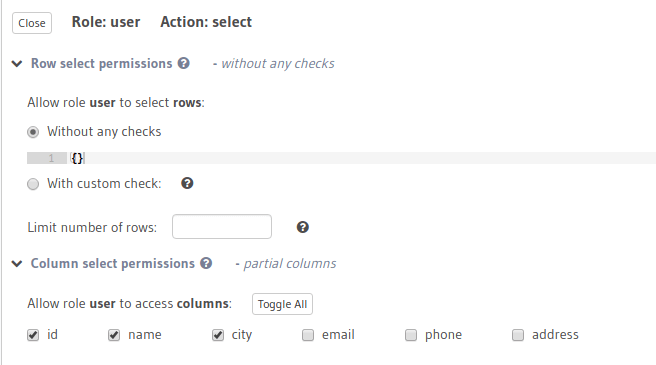 Close Role: user Action: select
Row select permissions ? - without any checks
Allow role user to select rows:
Without any checks
1 {}
With custom check: ?
Limit number of rows: ?
Column select permissions ? - partial columns
Allow role user to access columns: Toggle All
id name city email phone address